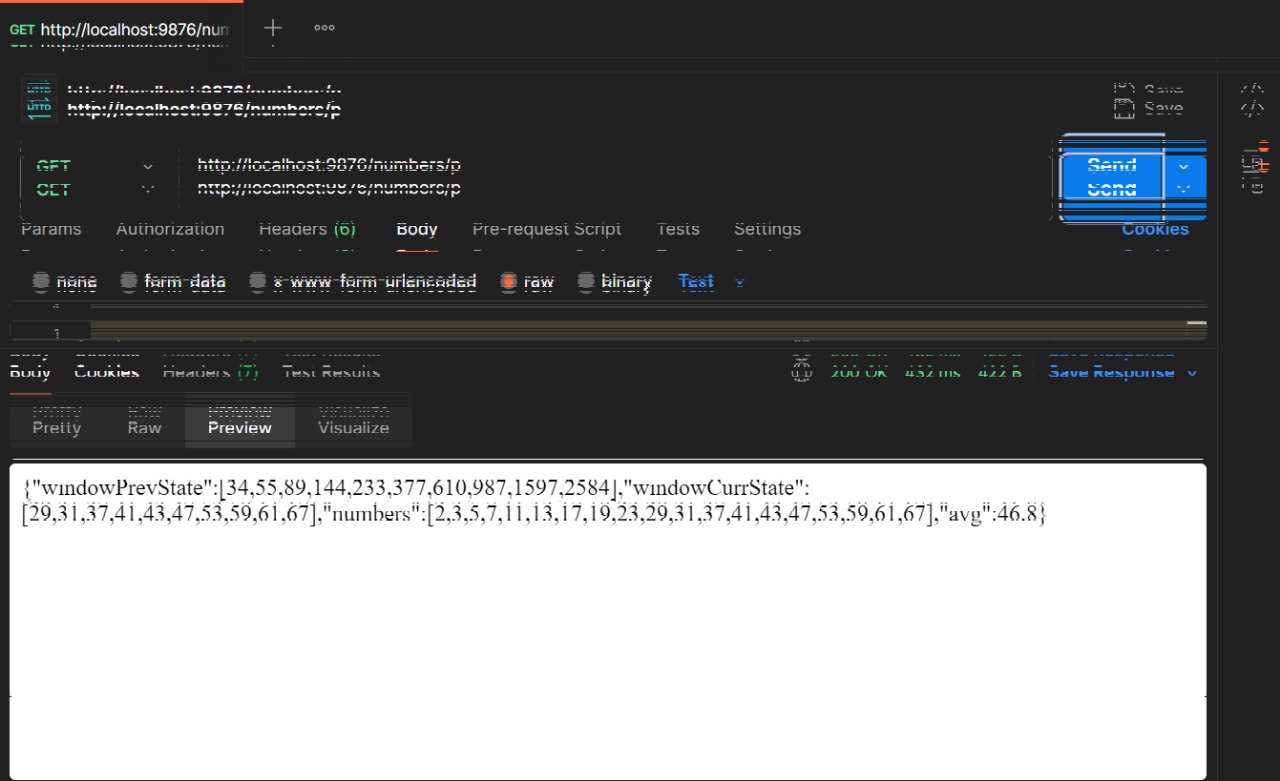 GET http://localhost:9876/num
http://localhost:9876/numbers/p
Save
GET http://localhost:9876/numbers/p Send
Params Authorization Headers (6) Body Pre-request Script Tests Settings Cookies
none form-data x-www-form-urlencoded raw binary Text
1
Body Cookies Headers (7) Test Results 200 OK 432 ms 422 B Save Response
Pretty Raw Preview Visualize
{"windowPrevState":[34,55,89,144,233,377,610,987,1597,2584],"windowCurrState":
[29,31,37,41,43,47,53,59,61,67],"numbers":[2,3,5,7,11,13,17,19,23,29,31,37,41,43,47,53,59,61,67],"avg":46.8}